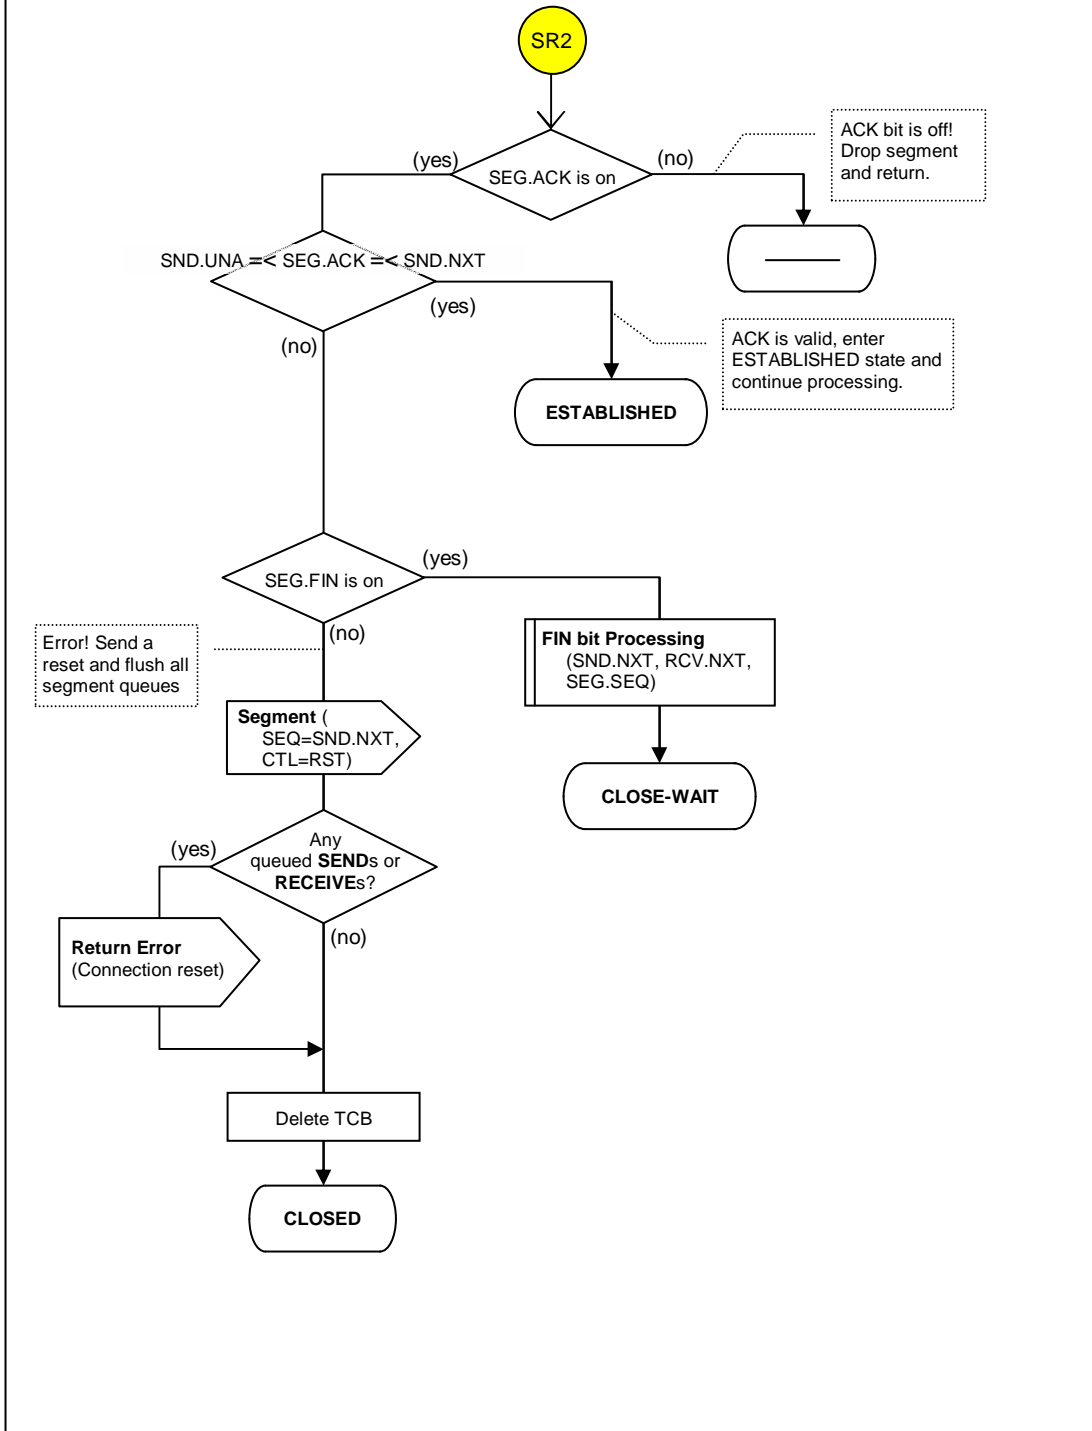 SR2
ACK bit is off!
Drop segment
and return.
(yes)
SEG.ACK is on
(no)
SND.UNA =< SEG.ACK =< SND.NXT
(yes)
(no)
ACK is valid, enter
ESTABLISHED state and
continue processing.
ESTABLISHED
(yes)
SEG.FIN is on
(no)
Error! Send a
reset and flush all
segment queues
FIN bit Processing
(SND.NXT, RCV.NXT,
SEG.SEQ)
Segment (
SEQ=SND.NXT,
CTL=RST)
CLOSE-WAIT
(yes)
Any
queued SENDs or
RECEIVEs?
(no)
Return Error
(Connection reset)
Delete TCB
CLOSED